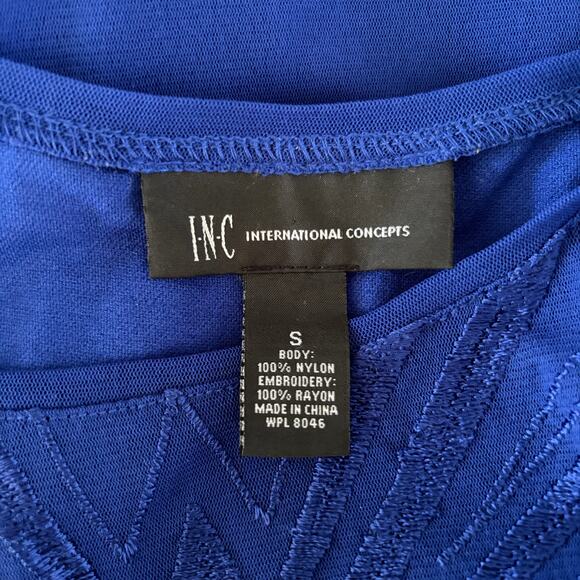 I·N·C INTERNATIONAL CONCEPTS
S
BODY:
100% NYLON
EMBROIDERY:
100% RAYON
MADE IN CHINA
WPL 8046